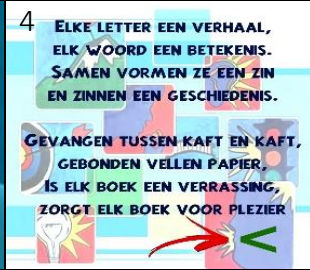 4
ELKE LETTER EEN VERHAAL,
ELK WOORD EEN BETEKENIS.
SAMEN VORMEN ZE EEN ZIN
EN ZINNEN EEN GESCHIEDENIS.
GEVANGEN TUSSEN KAFT EN KAFT,
GEBONDEN VELLEN PAPIER,
IS ELK BOEK EEN VERRASSING,
ZORGT ELK BOEK VOOR PLEZIER
<